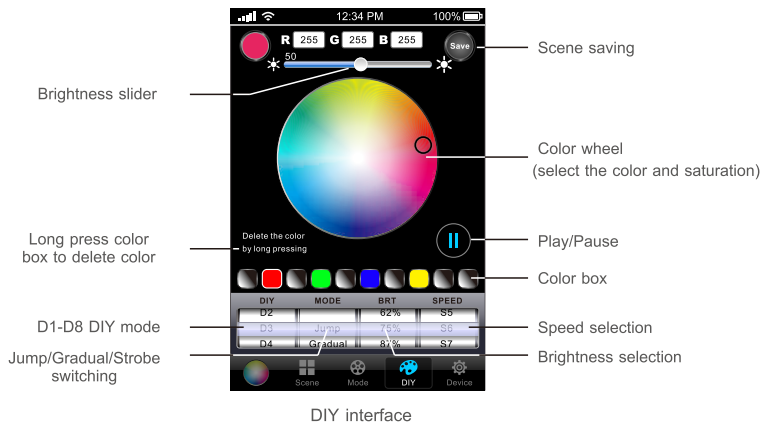 12:34 PM 100%
R 255 G 255 B 255
Save
Scene saving
50
Brightness slider
Color wheel
(select the color and saturation)
Delete the color
by long pressing
Long press color
box to delete color
Play/Pause
Color box
DIY MODE BRT SPEED
D2 62% S5
D3 Jump 75% S6
D4 Gradual 87% S7
D1-D8 DIY mode
Speed selection
Jump/Gradual/Strobe
switching
Brightness selection
Scene Mode DIY Device
DIY interface